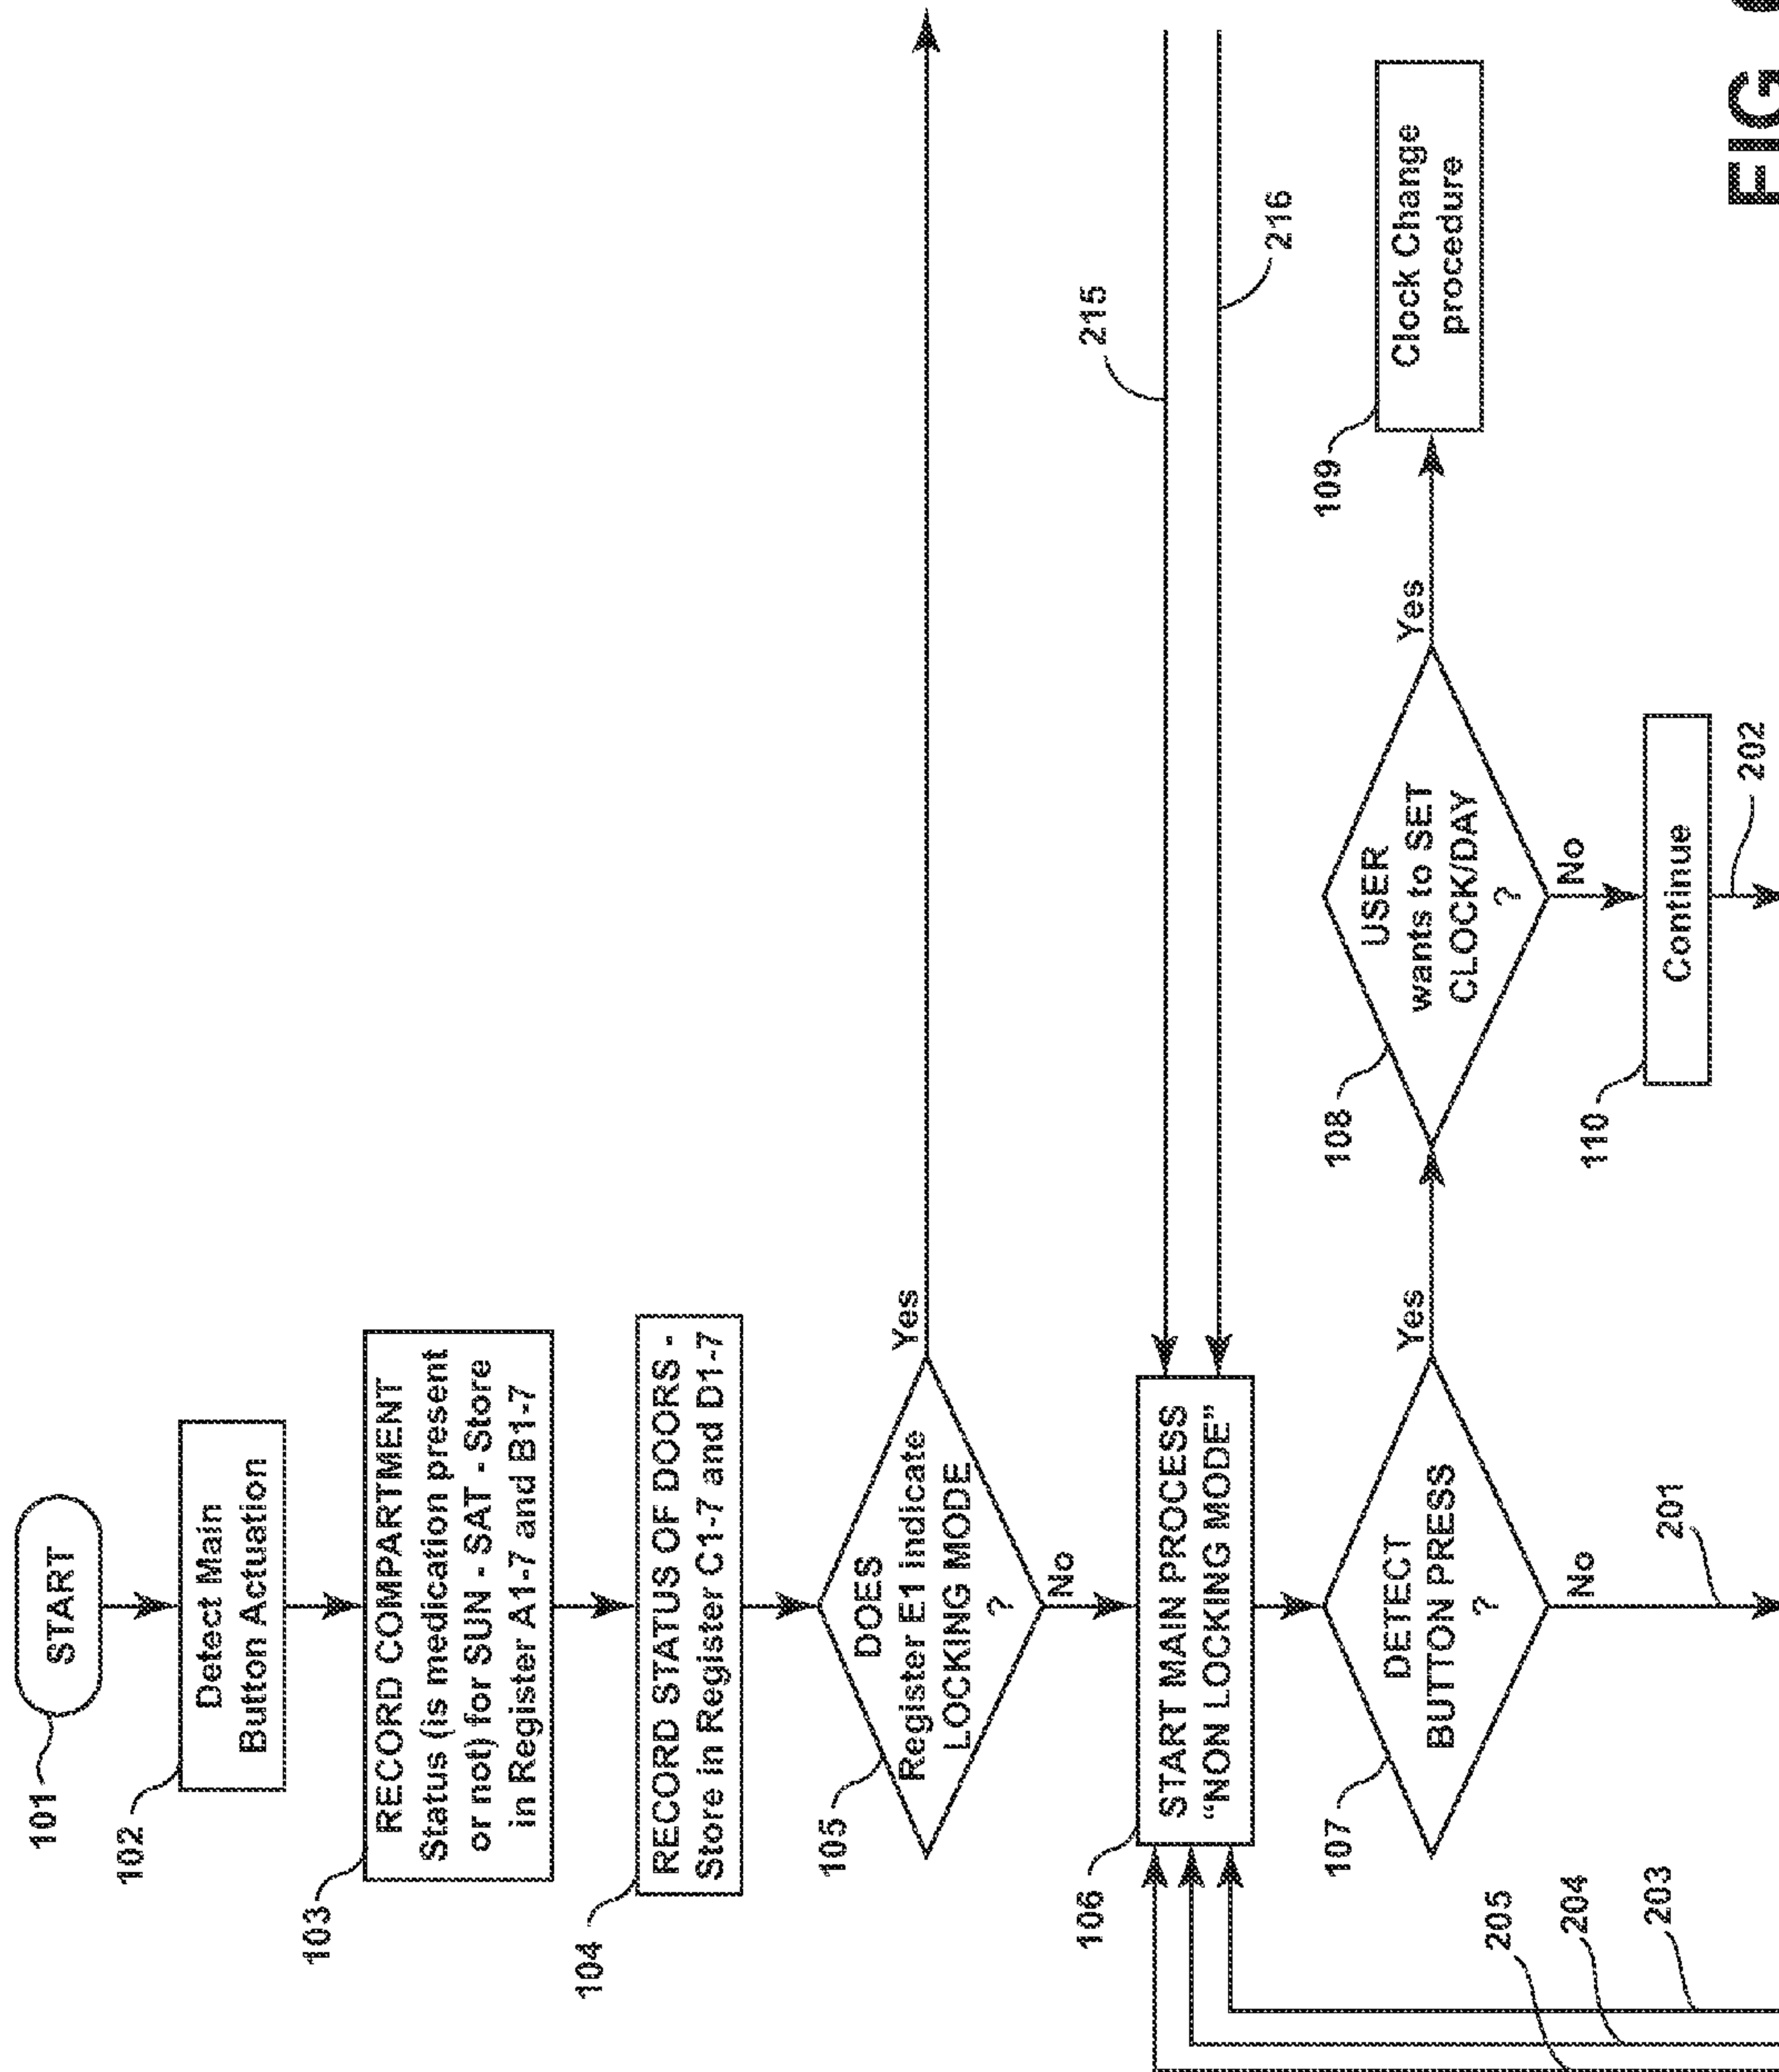 101
START
102
Detect Main
Button Actuation
103
RECORD COMPARTMENT
Status (is medication present
or not) for SUN - SAT - Store
in Register A1-7 and B1-7
104
RECORD STATUS OF DOORS -
Store in Register C1-7 and D1-7
105
DOES
Register E1 indicate
LOCKING MODE
?
Yes
No
106
START MAIN PROCESS
“NON LOCKING MODE”
215
216
205
204
203
107
DETECT
BUTTON PRESS
?
Yes
No
201
108
USER
wants to SET
CLOCK/DAY
?
Yes
No
109
Clock Change
procedure
110
Continue
202
FIG